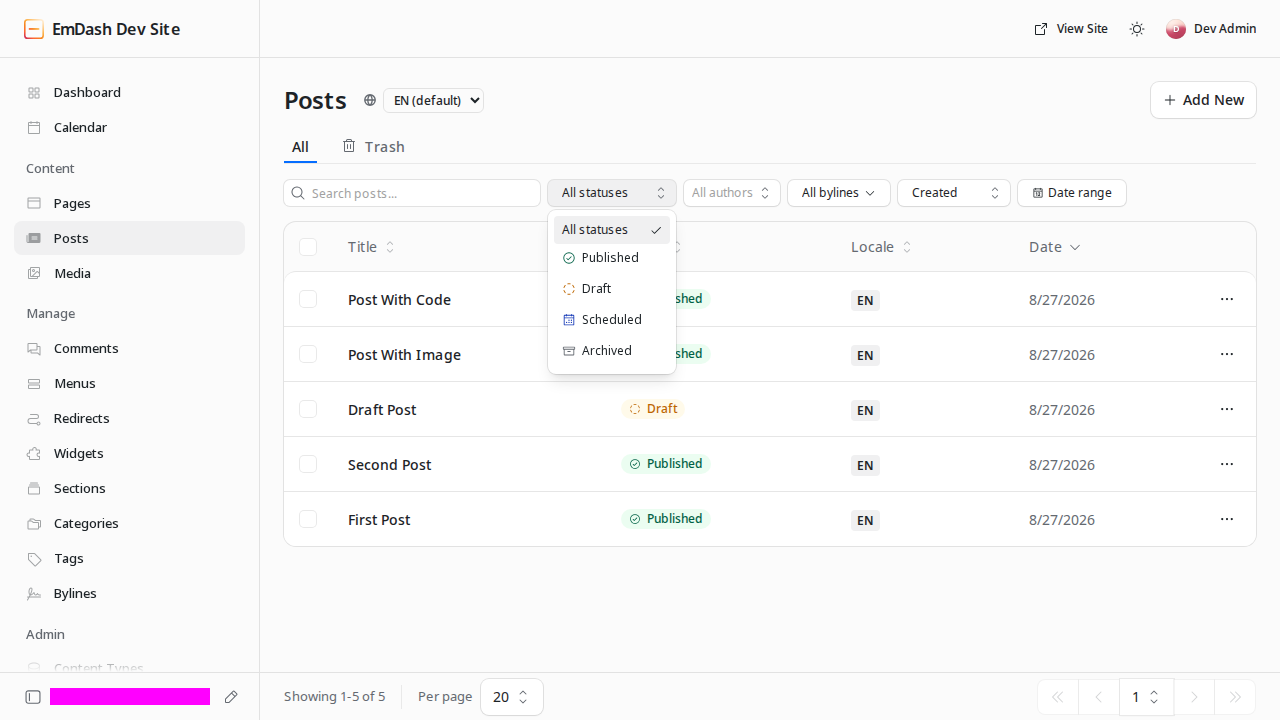 EmDash Dev Site
View Site
D
Dev Admin
Dashboard
Calendar
Content
Pages
Posts
Media
Manage
Comments
Menus
Redirects
Widgets
Sections
Categories
Tags
Bylines
Admin
Content Types
Posts
EN (default)
Add New
All
Trash
Search posts...
All statuses
All authors
All bylines
Created
Date range
All statuses
Published
Draft
Scheduled
Archived
Title
Locale
Date
Post With Code
EN
8/27/2026
Post With Image
EN
8/27/2026
Draft Post
Draft
EN
8/27/2026
Second Post
Published
EN
8/27/2026
First Post
Published
EN
8/27/2026
Showing 1-5 of 5
Per page
20
1